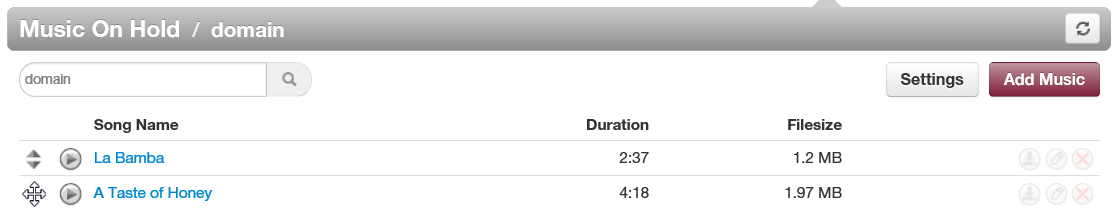 Music On Hold / domain
domain
Settings
Add Music
Song Name Duration Filesize
La Bamba 2:37 1.2 MB
A Taste of Honey 4:18 1.97 MB